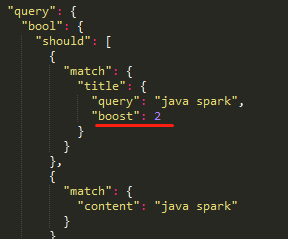 "query": {
"bool": {
"should": [
{
"match": {
"title": {
"query": "java spark",
"boost": 2
}
}
},
{
"match": {
"content": "java spark"
}
}